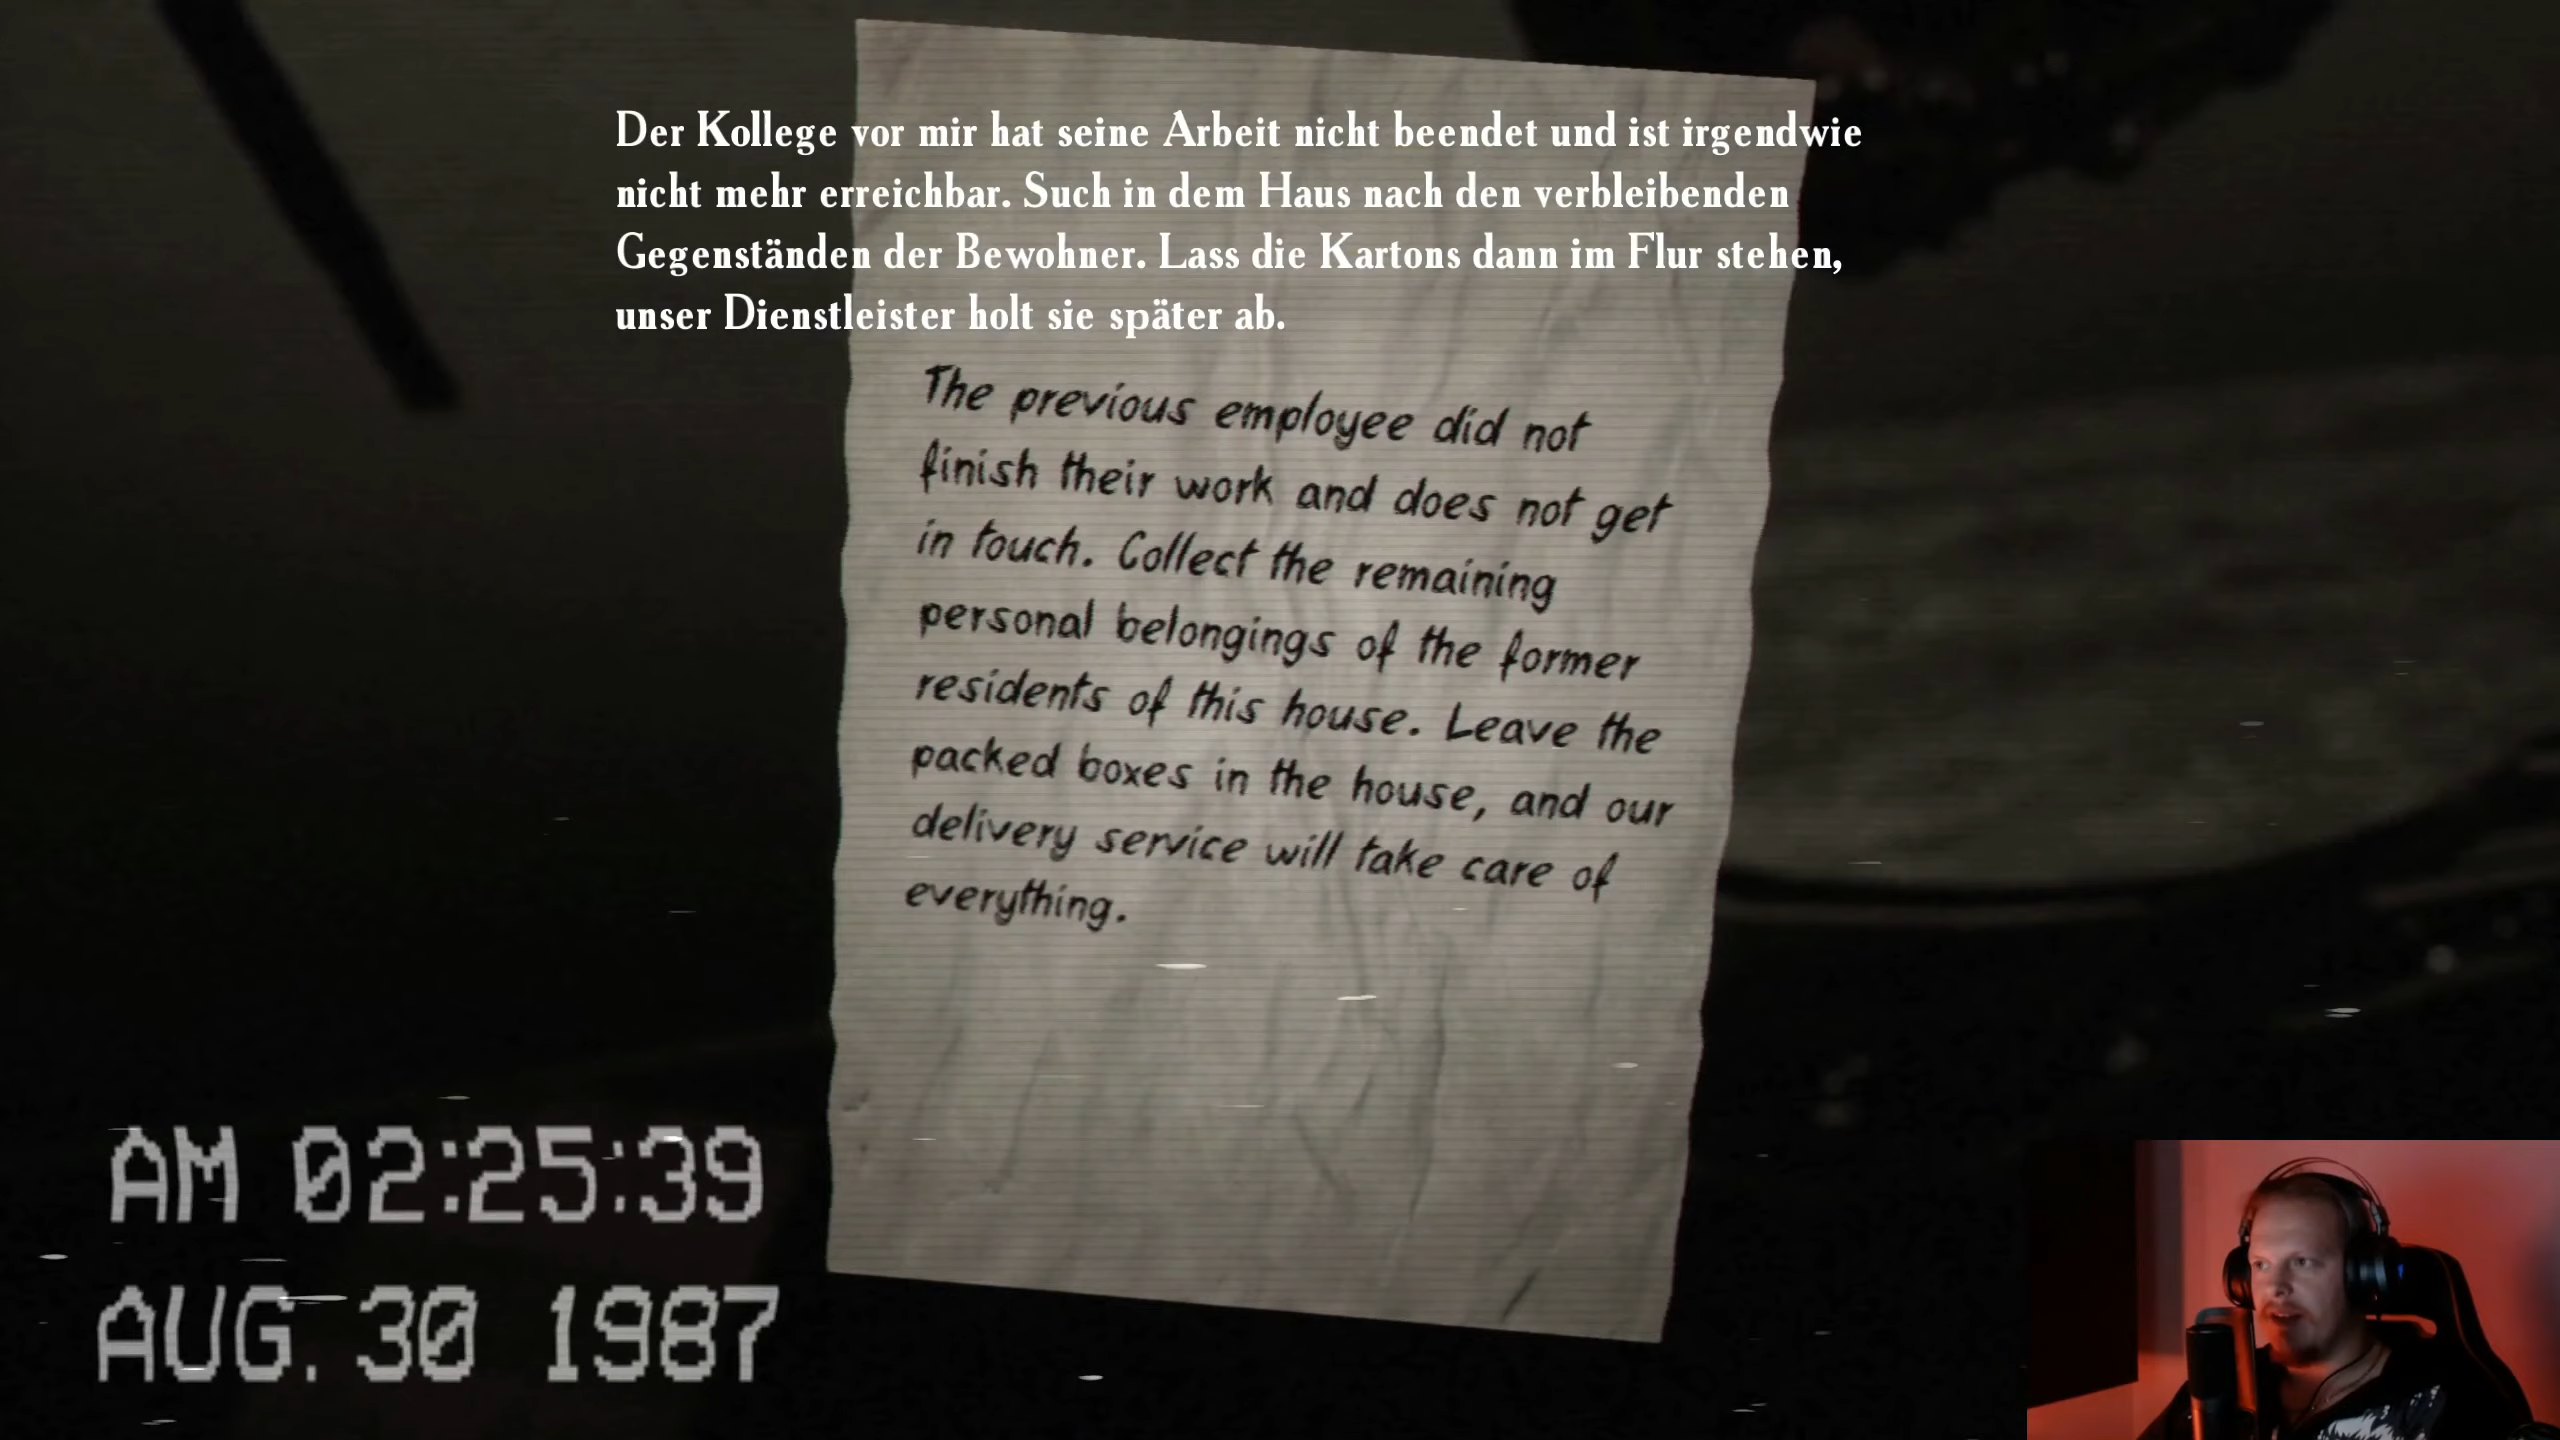 Der Kollege vor mir hat seine Arbeit nicht beendet und ist irgendwie
nicht mehr erreichbar. Such in dem Haus nach den verbleibenden
Gegenständen der Bewohner. Lass die Kartons dann im Flur stehen,
unser Dienstleister holt sie später ab.
The previous employee did not
finish their work and does not get
in touch. Collect the remaining
personal belongings of the former
residents of this house. Leave the
packed boxes in the house, and our
delivery service will take care of
everything.
AM 02:25:39
AUG. 30 1987